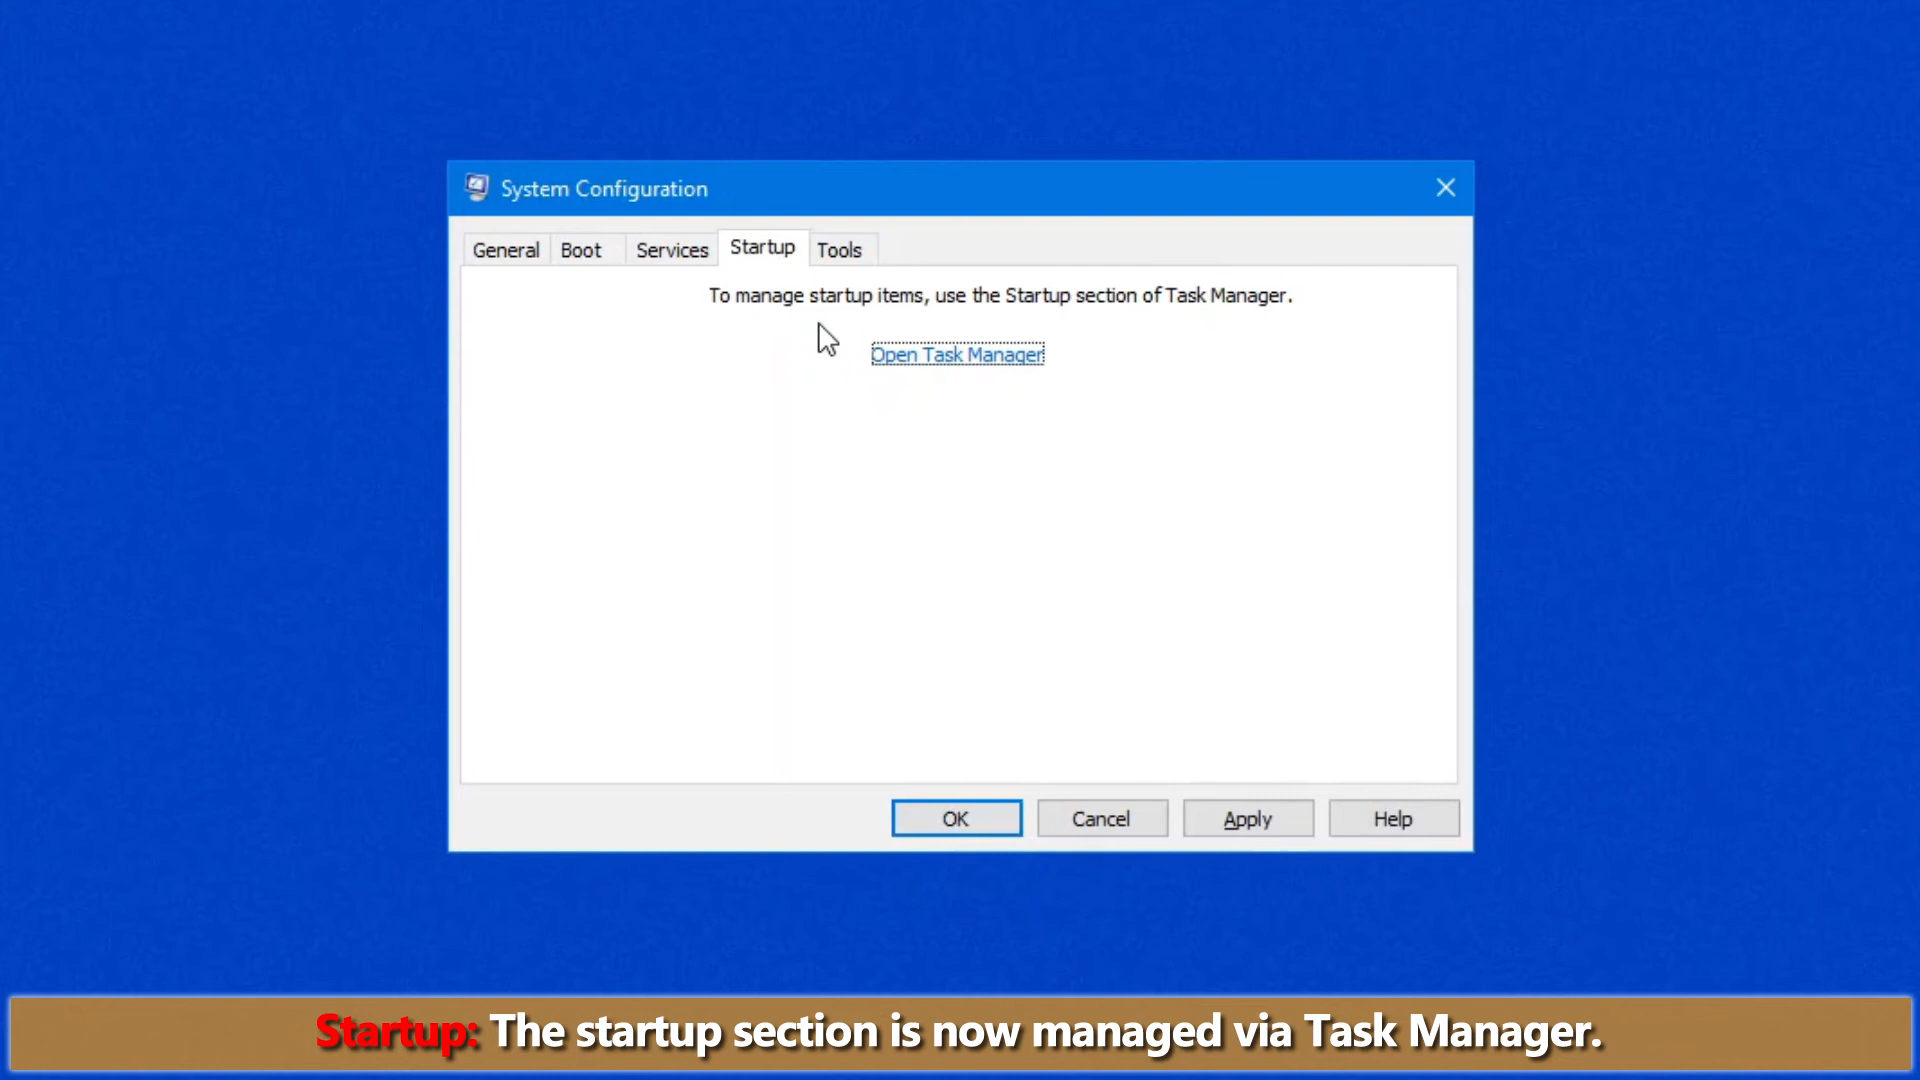 System Configuration
General Boot Services Startup Tools
To manage startup items, use the Startup section of Task Manager.
Open Task Manager
OK Cancel Apply Help
Startup: The startup section is now managed via Task Manager.